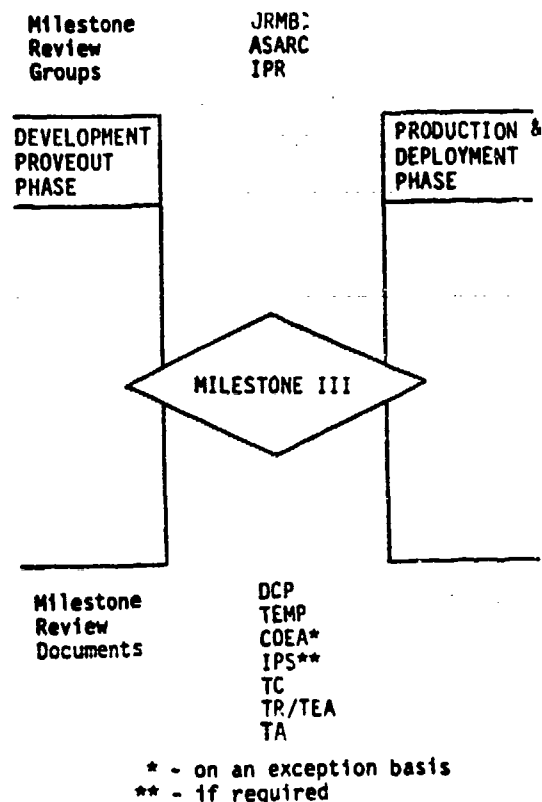 Milestone
Review
Groups
JRMB
ASARC
IPR
DEVELOPMENT
PROVEOUT
PHASE
PRODUCTION &
DEPLOYMENT
PHASE
MILESTONE III
Milestone
Review
Documents
DCP
TEMP
COEA*
IPS**
TC
TR/TEA
TA
* - on an exception basis
** - if required